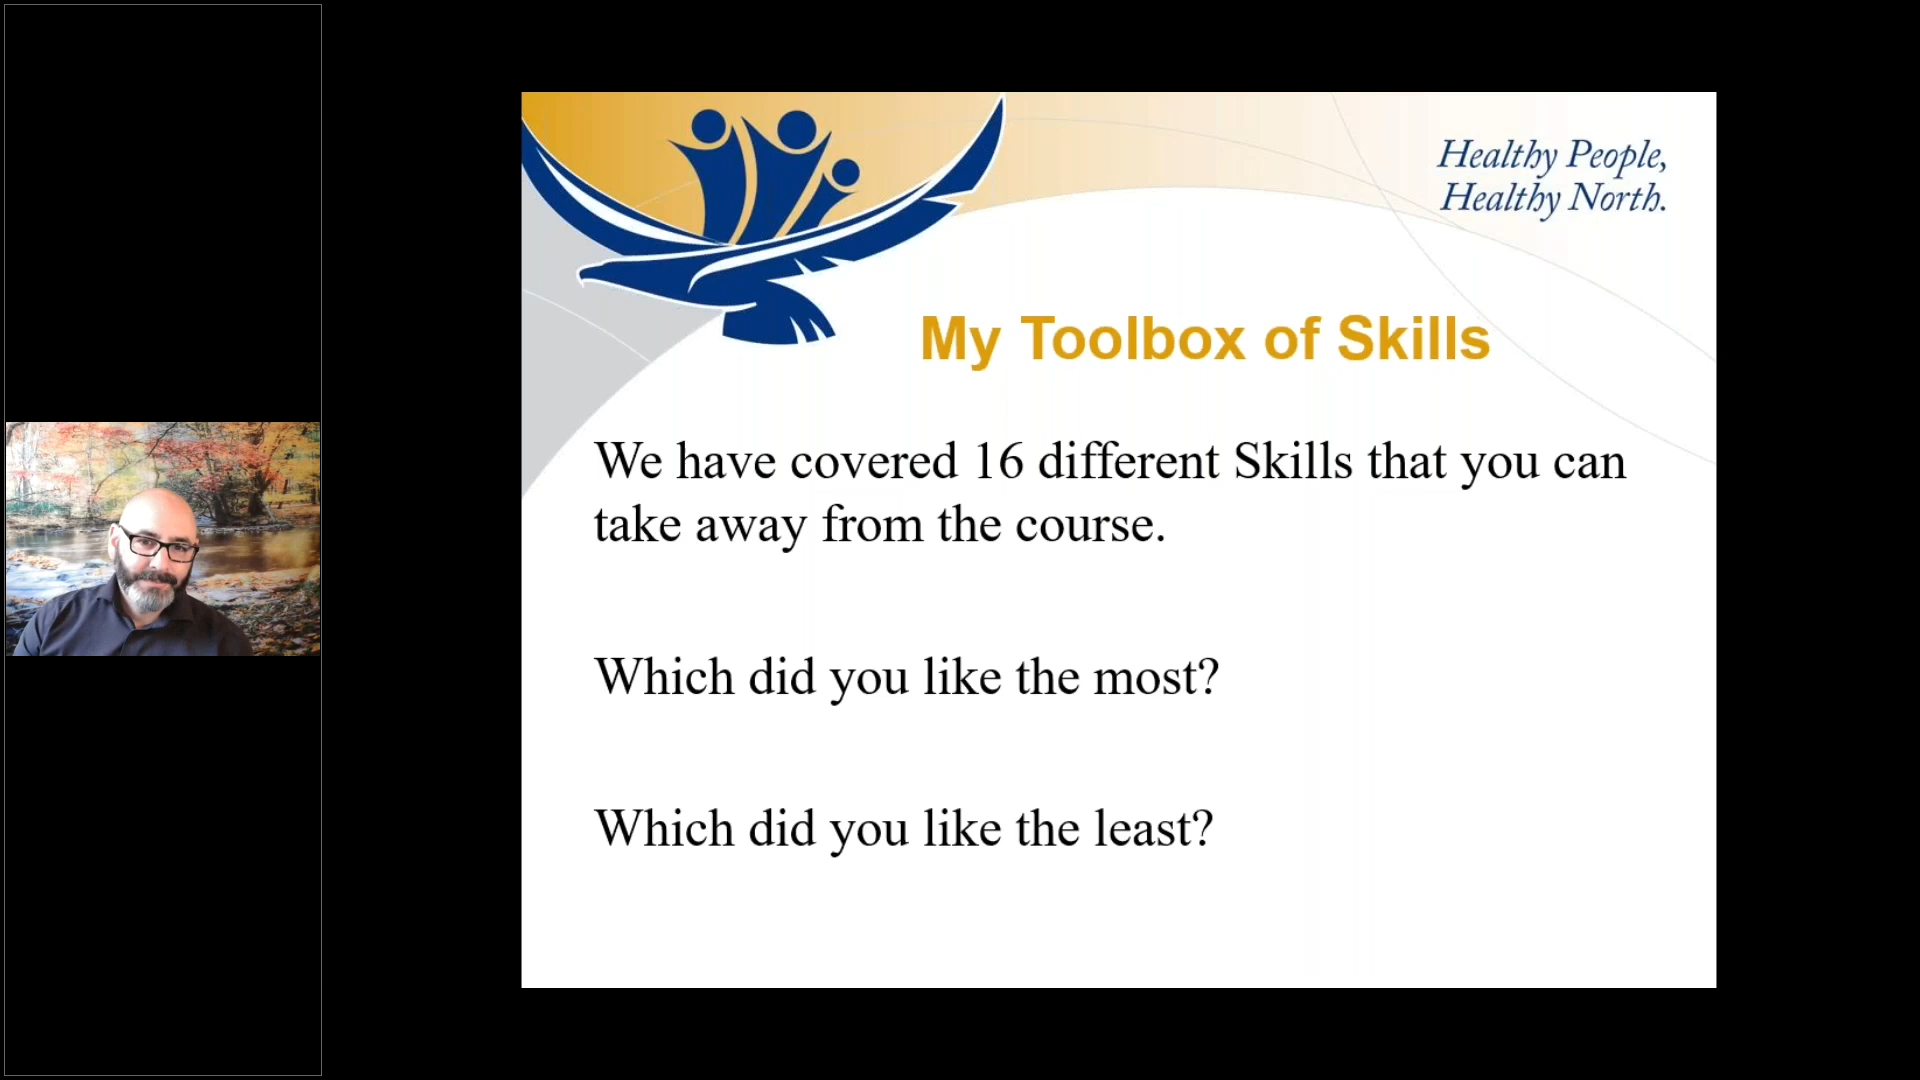 Healthy People,
Healthy North.
My Toolbox of Skills
We have covered 16 different Skills that you can
take away from the course.
Which did you like the most?
Which did you like the least?